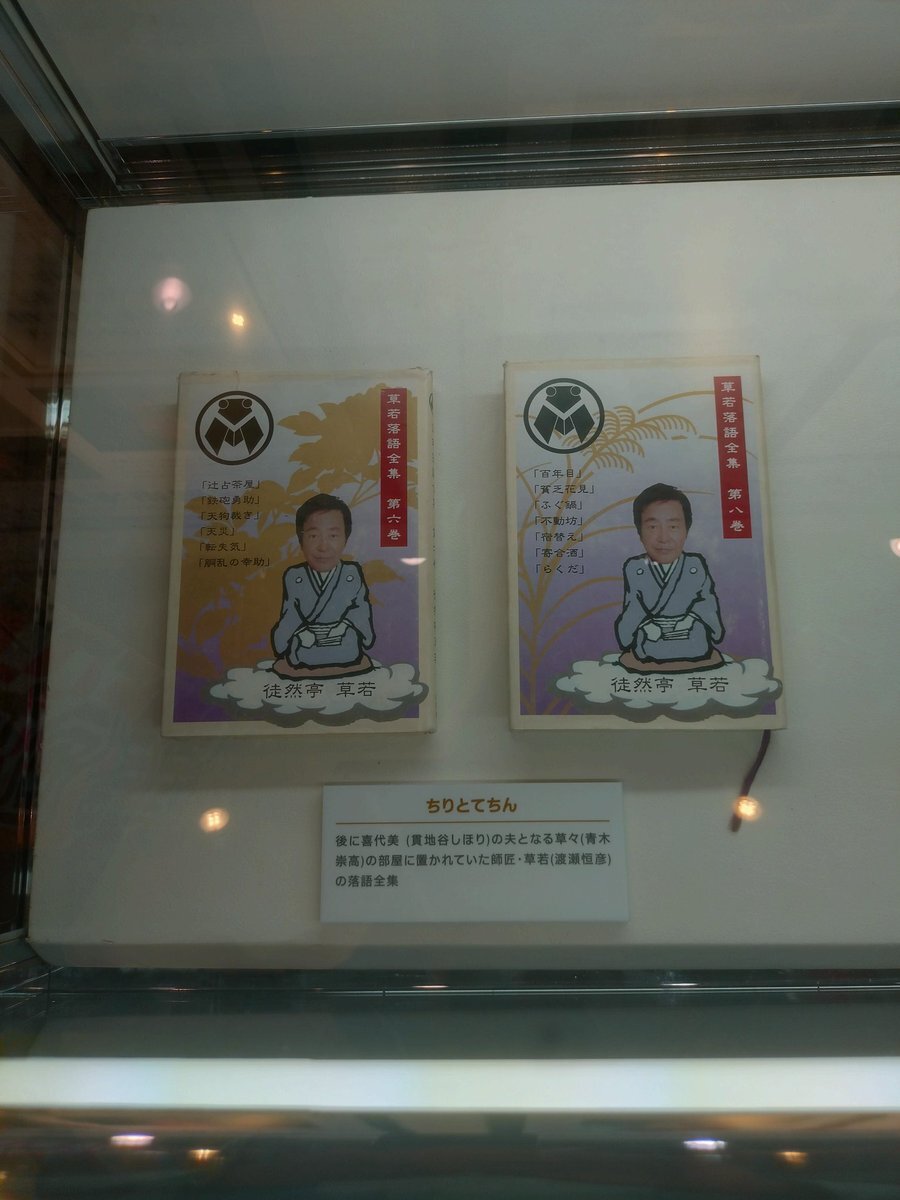 草若落語全集 第六巻
「辻占茶屋」
「鉄砲勇助」
「天狗裁き」
「天災」
「転失気」
「胴乱の幸助」
徒然亭 草若
草若落語全集 第八巻
「百年目」
「貧乏花見」
「ふぐ鍋」
「不動坊」
「宿替え」
「寄合酒」
「らくだ」
徒然亭 草若
ちりとてちん
後に喜代美 (貫地谷しほり)の夫となる草々(青木
崇高)の部屋に置かれていた師匠・草若(渡瀬恒彦)
の落語全集